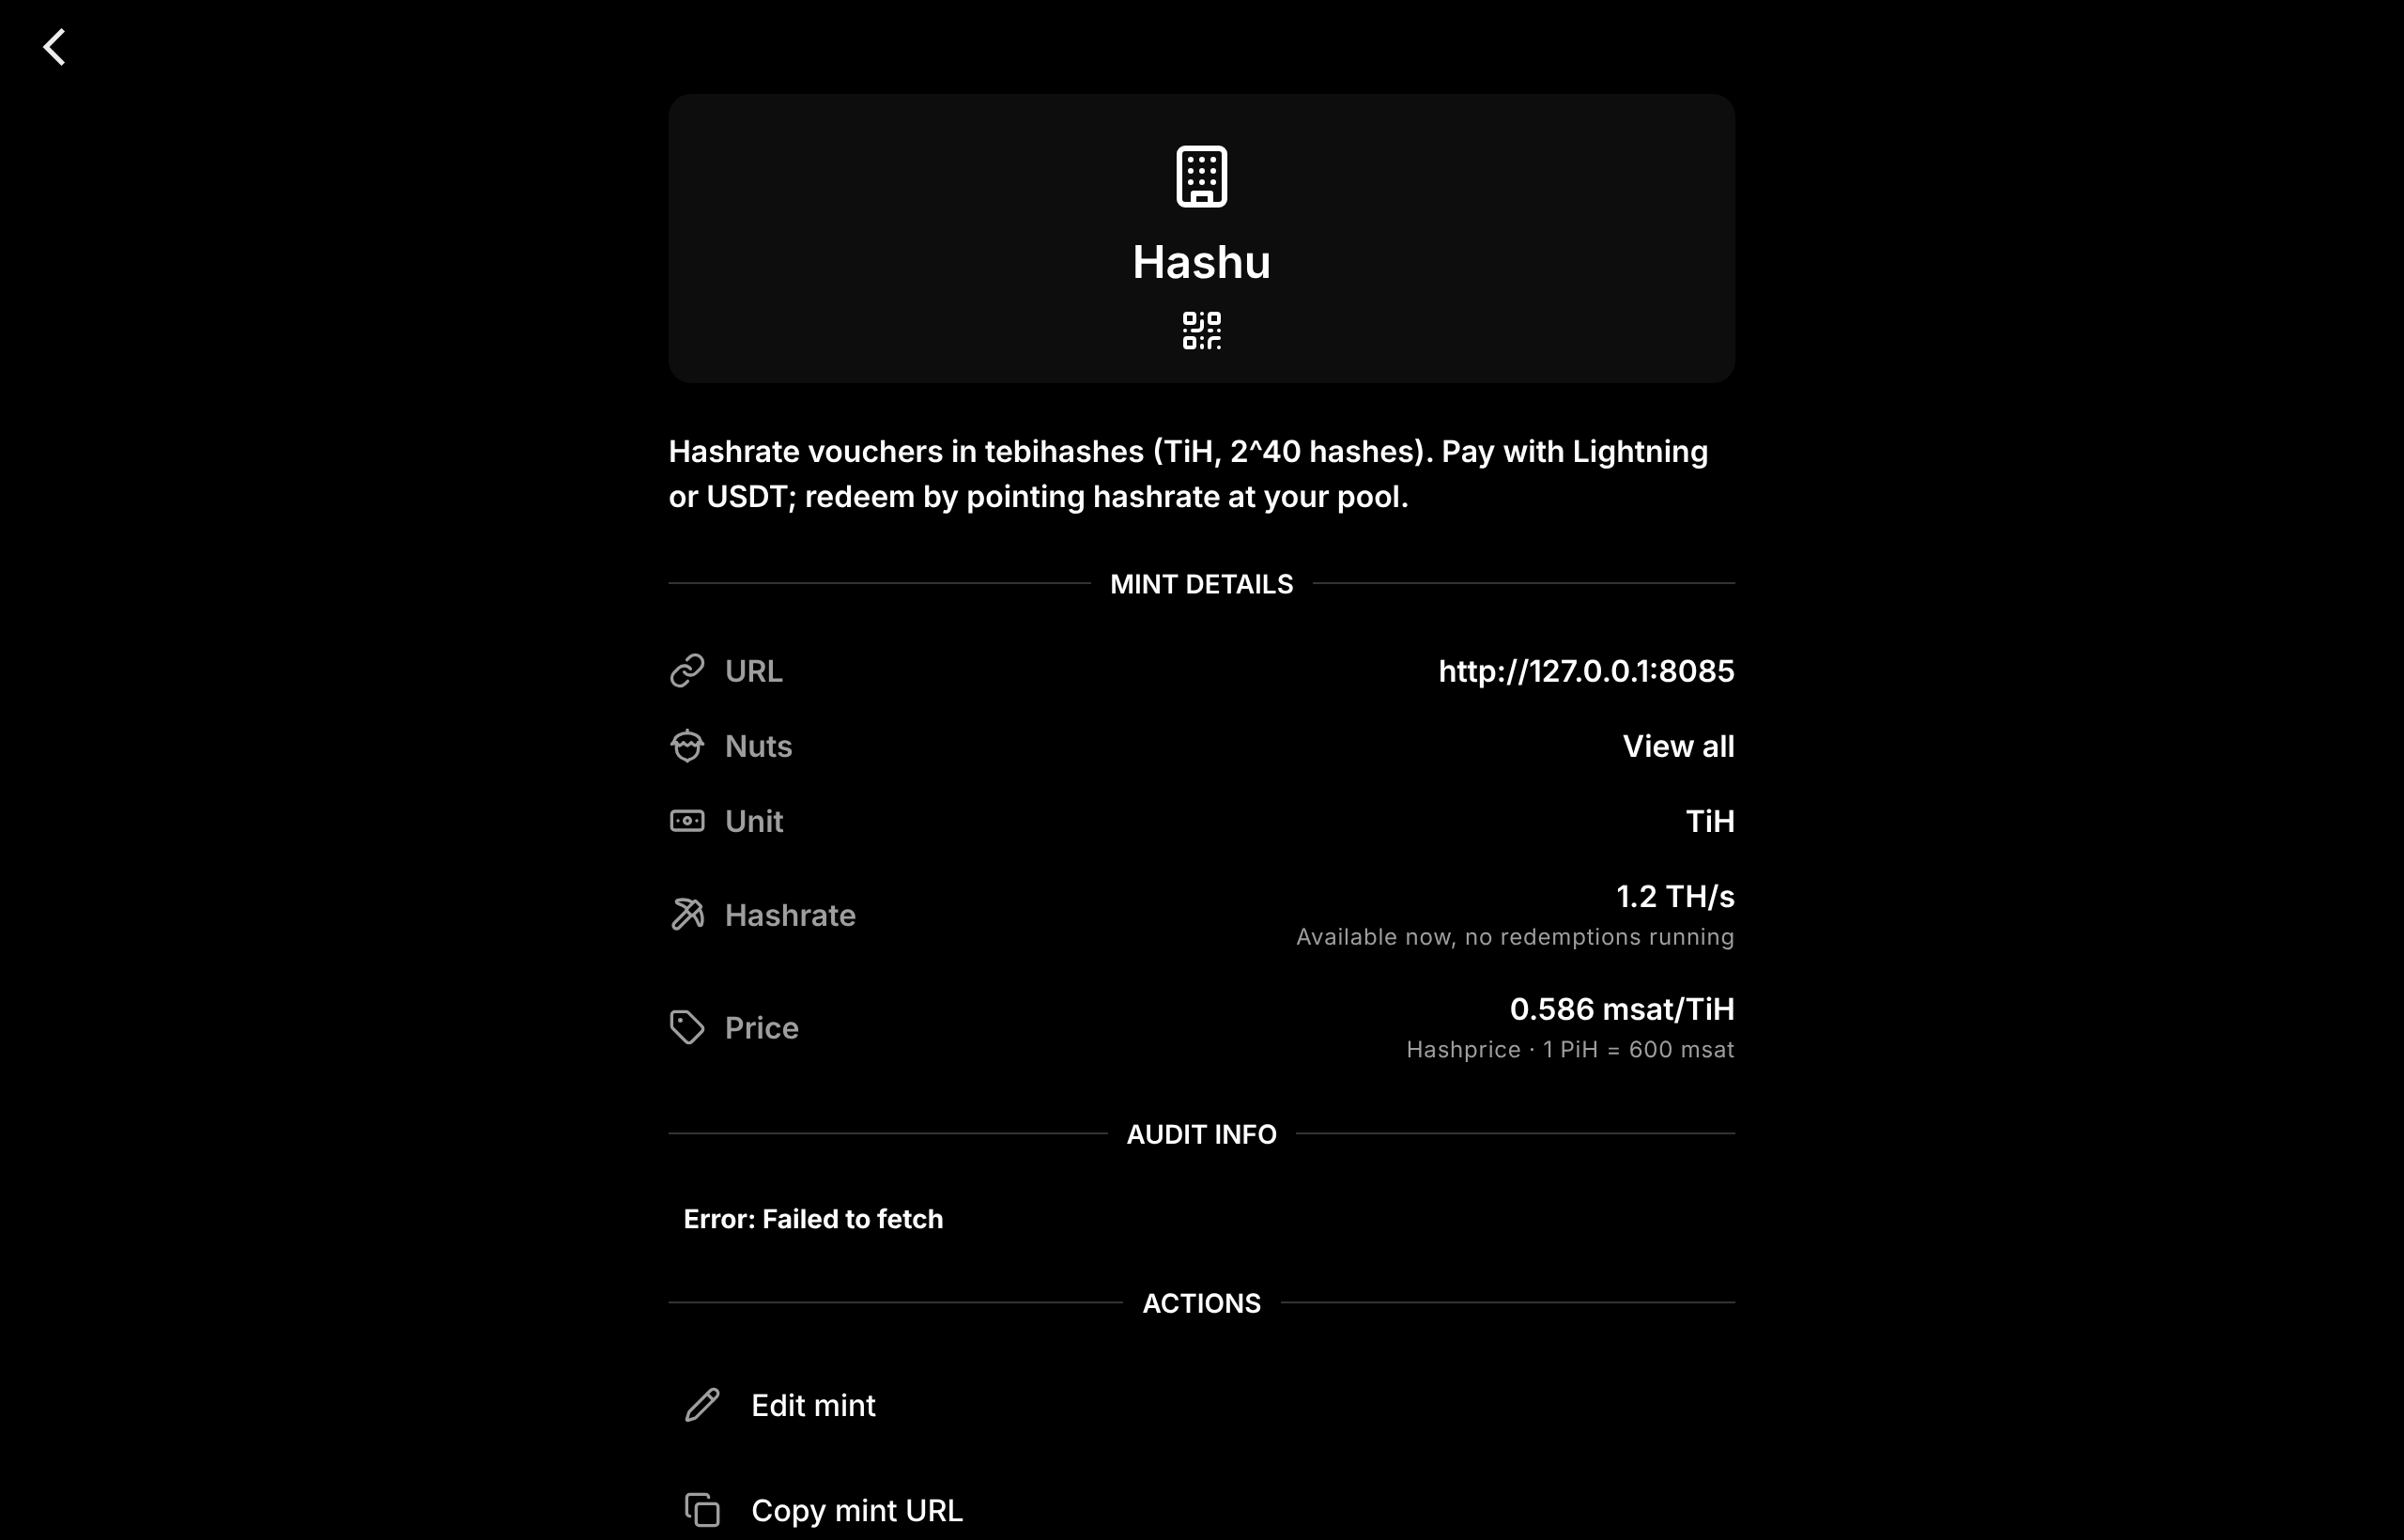 Hashu
Hashrate vouchers in tebihashes (TiH, 2^40 hashes). Pay with Lightning
or USDT; redeem by pointing hashrate at your pool.
MINT DETAILS
URL http://127.0.0.1:8085
Nuts View all
Unit TiH
Hashrate 1.2 TH/s
Available now, no redemptions running
Price 0.586 msat/TiH
Hashprice · 1 PiH = 600 msat
AUDIT INFO
Error: Failed to fetch
ACTIONS
Edit mint
Copy mint URL